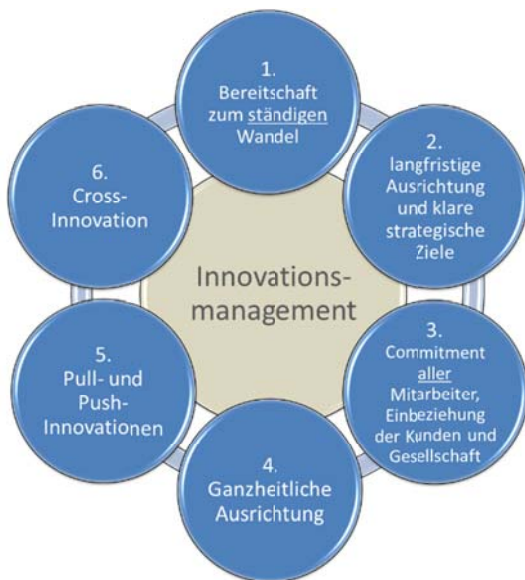 1.
Bereitschaft
zum ständigen
Wandel
2.
langfristige
Ausrichtung
und klare
strategische
Ziele
3.
Commitment
aller
Mitarbeiter,
Einbeziehung
der Kunden und
Gesellschaft
4.
Ganzheitliche
Ausrichtung
5.
Pull- und
Push-
Innovationen
6.
Cross-
Innovation
Innovations-
management